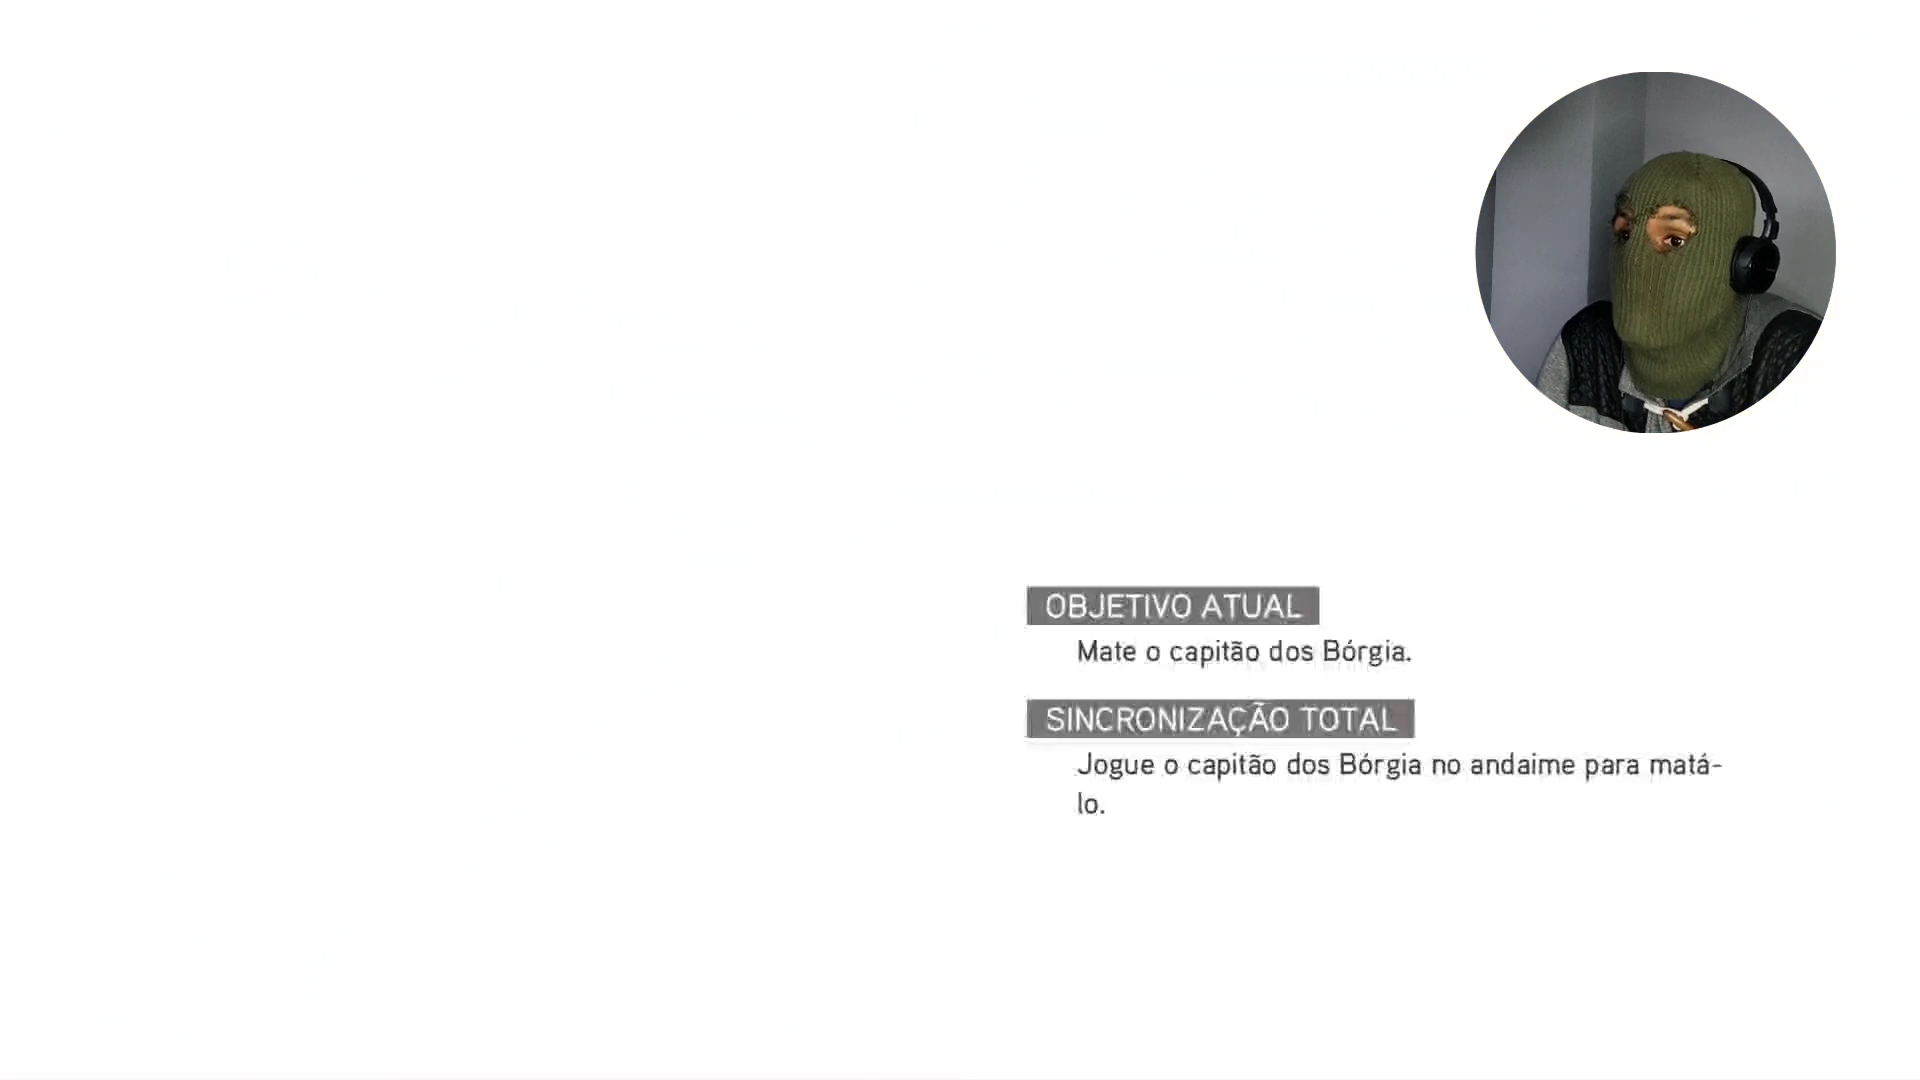 OBJETIVO ATUAL
Mate o capitão dos Bórgia.
SINCRONIZAÇÃO TOTAL
Jogue o capitão dos Bórgia no andaime para matá-
lo.